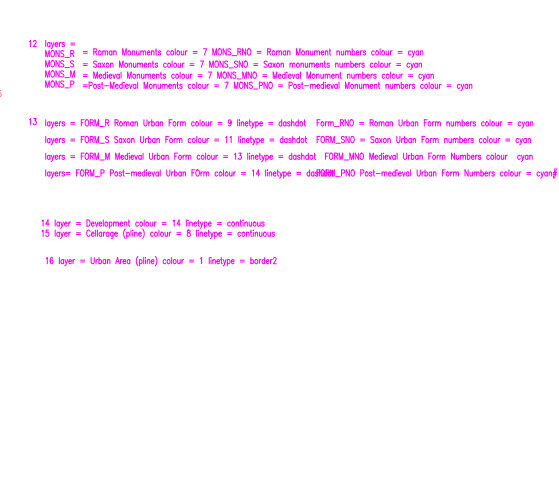 12 layers =
MONS_R = Roman Monuments colour = 7 MONS_RNO = Roman Monument numbers colour = cyan
MONS_S = Saxon Monuments colour = 7 MONS_SNO = Saxon monuments numbers colour = cyan
MONS_M = Medieval Monuments colour = 7 MONS_MNO = Medieval Monument numbers colour = cyan
MONS_P =Post-Medieval Monuments colour = 7 MONS_PNO = Post-medieval Monument numbers colour = cyan
13 layers = FORM_R Roman Urban Form colour = 9 linetype = dashdot Form_RNO = Roman Urban Form numbers colour = cyan
layers = FORM_S Saxon Urban Form colour = 11 linetype = dashdot FORM_SNO = Saxon Urban Form numbers colour = cyan
layers = FORM_M Medieval Urban Form colour = 13 linetype = dashdot FORM_MNO Medieval Urban Form Numbers colour cyan
layers= FORM_P Post-medieval Urban FOrm colour = 14 linetype = dashdot FORM_PNO Post-medieval Urban Form Numbers colour = cyan
14 layer = Development colour = 14 linetype = continuous
15 layer = Cellarage (pline) colour = 8 linetype = continuous
16 layer = Urban Area (pline) colour = 1 linetype = border2